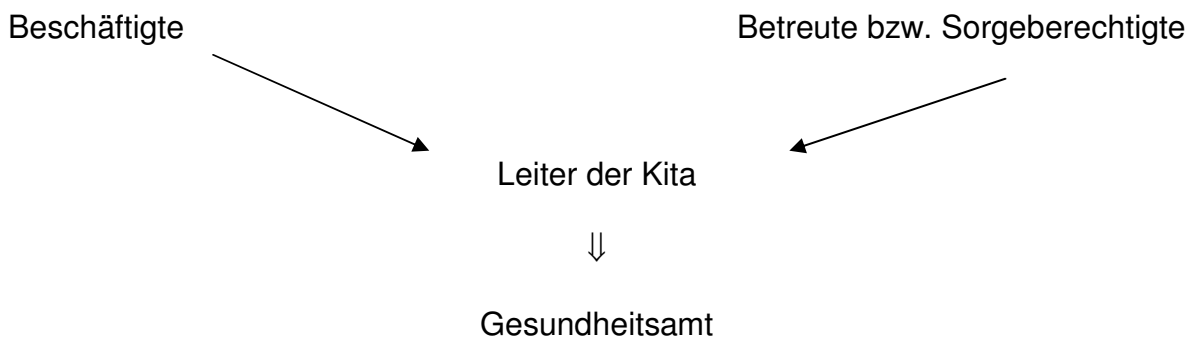 Beschäftigte Betreute bzw. Sorgeberechtigte
Leiter der Kita
⇓
Gesundheitsamt